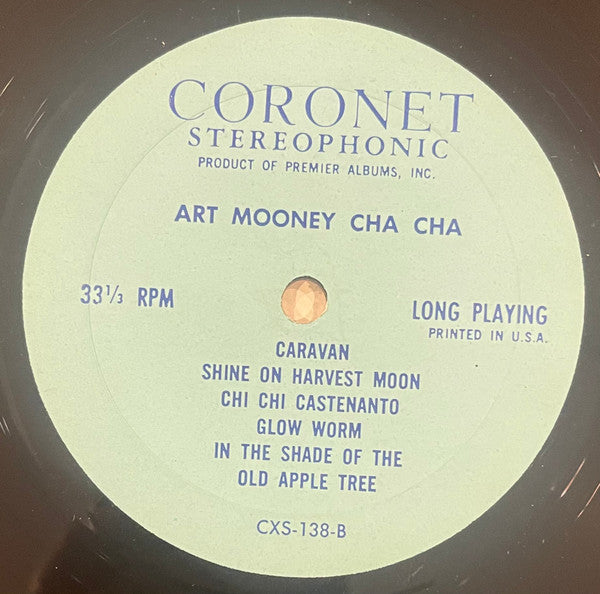 CORONET
STEREOPHONIC
PRODUCT OF PREMIER ALBUMS, INC.
ART MOONEY CHA CHA
33⅓ RPM
LONG PLAYING
PRINTED IN U.S.A.
CARAVAN
SHINE ON HARVEST MOON
CHI CHI CASTENANTO
GLOW WORM
IN THE SHADE OF THE
OLD APPLE TREE
CXS-138-B